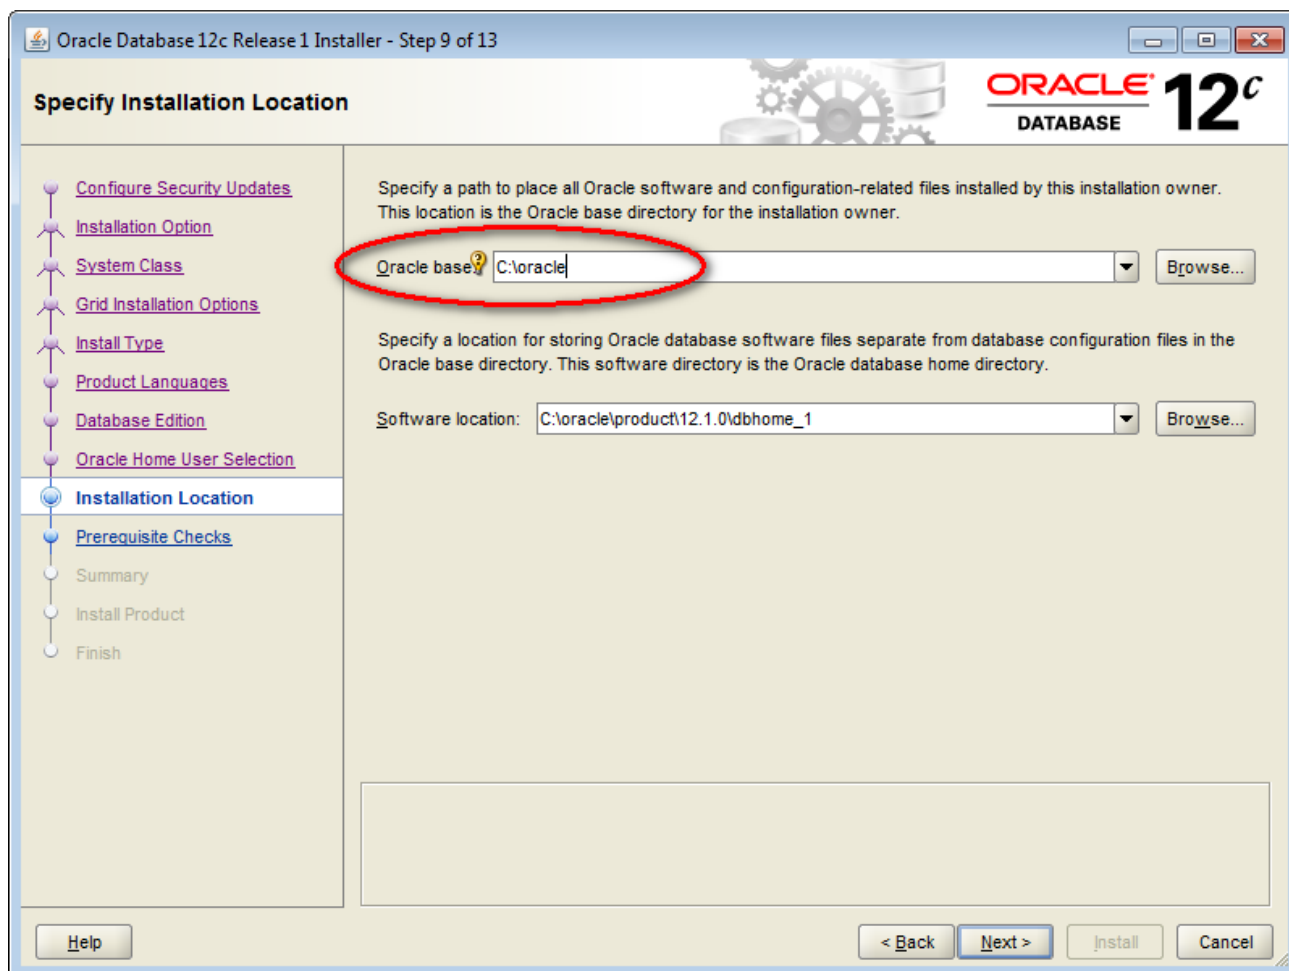 Oracle Database 12c Release 1 Installer - Step 9 of 13
Specify Installation Location
ORACLE
DATABASE
12c
Configure Security Updates
Installation Option
System Class
Grid Installation Options
Install Type
Product Languages
Database Edition
Oracle Home User Selection
Installation Location
Prerequisite Checks
Summary
Install Product
Finish
Specify a path to place all Oracle software and configuration-related files installed by this installation owner.
This location is the Oracle base directory for the installation owner.
Oracle base: C:\oracle Browse...
Specify a location for storing Oracle database software files separate from database configuration files in the
Oracle base directory. This software directory is the Oracle database home directory.
Software location: C:\oracle\product\12.1.0\dbhome_1 Browse...
Help < Back Next > Install Cancel